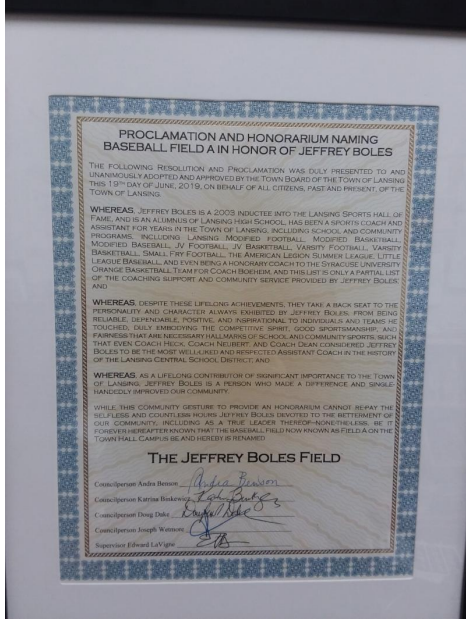 PROCLAMATION AND HONORARIUM NAMING
BASEBALL FIELD A IN HONOR OF JEFFREY BOLES
THE FOLLOWING RESOLUTION AND PROCLAMATION WAS DULY PRESENTED TO AND
UNANIMOUSLY ADOPTED AND APPROVED BY THE TOWN BOARD OF THE TOWN OF LANSING
THIS 19TH DAY OF JUNE, 2019, ON BEHALF OF ALL CITIZENS, PAST AND PRESENT, OF THE
TOWN OF LANSING.
WHEREAS, JEFFREY BOLES IS A 2003 INDUCTEE INTO THE LANSING SPORTS HALL OF
FAME, AND IS AN ALUMNUS OF LANSING HIGH SCHOOL, HAS BEEN A SPORTS COACH AND
ASSISTANT FOR YEARS IN THE TOWN OF LANSING, INCLUDING SCHOOL AND COMMUNITY
PROGRAMS, INCLUDING LANSING MODIFIED FOOTBALL, MODIFIED BASKETBALL,
MODIFIED BASEBALL, JV FOOTBALL, JV BASKETBALL, VARSITY FOOTBALL, VARSITY
BASKETBALL, SMALL FRY FOOTBALL, THE AMERICAN LEGION SUMMER LEAGUE, LITTLE
LEAGUE BASEBALL, AND EVEN BEING A HONORARY COACH TO THE SYRACUSE UNIVERSITY
ORANGE BASKETBALL TEAM FOR COACH BOEHEIM, AND THIS LIST IS ONLY A PARTIAL LIST
OF THE COACHING SUPPORT AND COMMUNITY SERVICE PROVIDED BY JEFFREY BOLES;
AND
WHEREAS, DESPITE THESE LIFELONG ACHIEVEMENTS, THEY TAKE A BACK SEAT TO THE
PERSONALITY AND CHARACTER ALWAYS EXHIBITED BY JEFFREY BOLES, FROM BEING
RELIABLE, DEPENDABLE, POSITIVE, AND INSPIRATIONAL TO INDIVIDUALS AND TEAMS HE
TOUCHED, DULY EMBODYING THE COMPETITIVE SPIRIT, GOOD SPORTSMANSHIP, AND
FAIRNESS THAT ARE NECESSARY HALLMARKS OF SCHOOL AND COMMUNITY SPORTS, SUCH
THAT EVEN COACH HECK, COACH NEUBERT, AND COACH DEAN CONSIDERED JEFFREY
BOLES TO BE THE MOST WELL-LIKED AND RESPECTED ASSISTANT COACH IN THE HISTORY
OF THE LANSING CENTRAL SCHOOL DISTRICT; AND
WHEREAS, AS A LIFELONG CONTRIBUTOR OF SIGNIFICANT IMPORTANCE TO THE TOWN
OF LANSING, JEFFREY BOLES IS A PERSON WHO MADE A DIFFERENCE AND SINGLE-
HANDEDLY IMPROVED OUR COMMUNITY.
WHILE THIS COMMUNITY GESTURE TO PROVIDE AN HONORARIUM CANNOT RE-PAY THE
SELFLESS AND COUNTLESS HOURS JEFFREY BOLES DEVOTED TO THE BETTERMENT OF
OUR COMMUNITY, INCLUDING AS A TRUE LEADER THEREOF--NONE-THE-LESS, BE IT
FOREVER HEREAFTER KNOWN THAT THE BASEBALL FIELD NOW KNOWN AS FIELD A ON THE
TOWN HALL CAMPUS BE AND HEREBY IS RENAMED
THE JEFFREY BOLES FIELD
Councilperson Andra Benson Andra Benson
Councilperson Katrina Binkewicz
Councilperson Doug Dake
Councilperson Joseph Wetmore
Supervisor Edward LaVigne